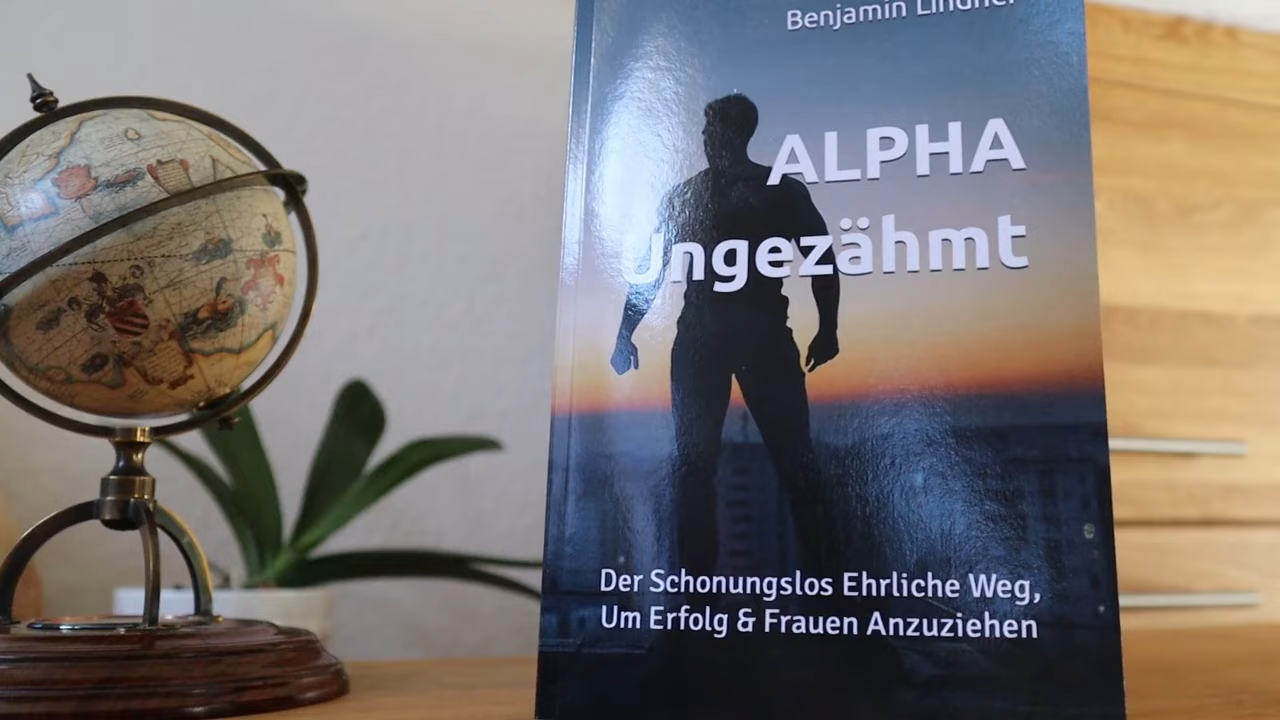 Benjamin Lindner
ALPHA
Ungezähmt
Der Schonungslos Ehrliche Weg,
Um Erfolg & Frauen Anzuziehen